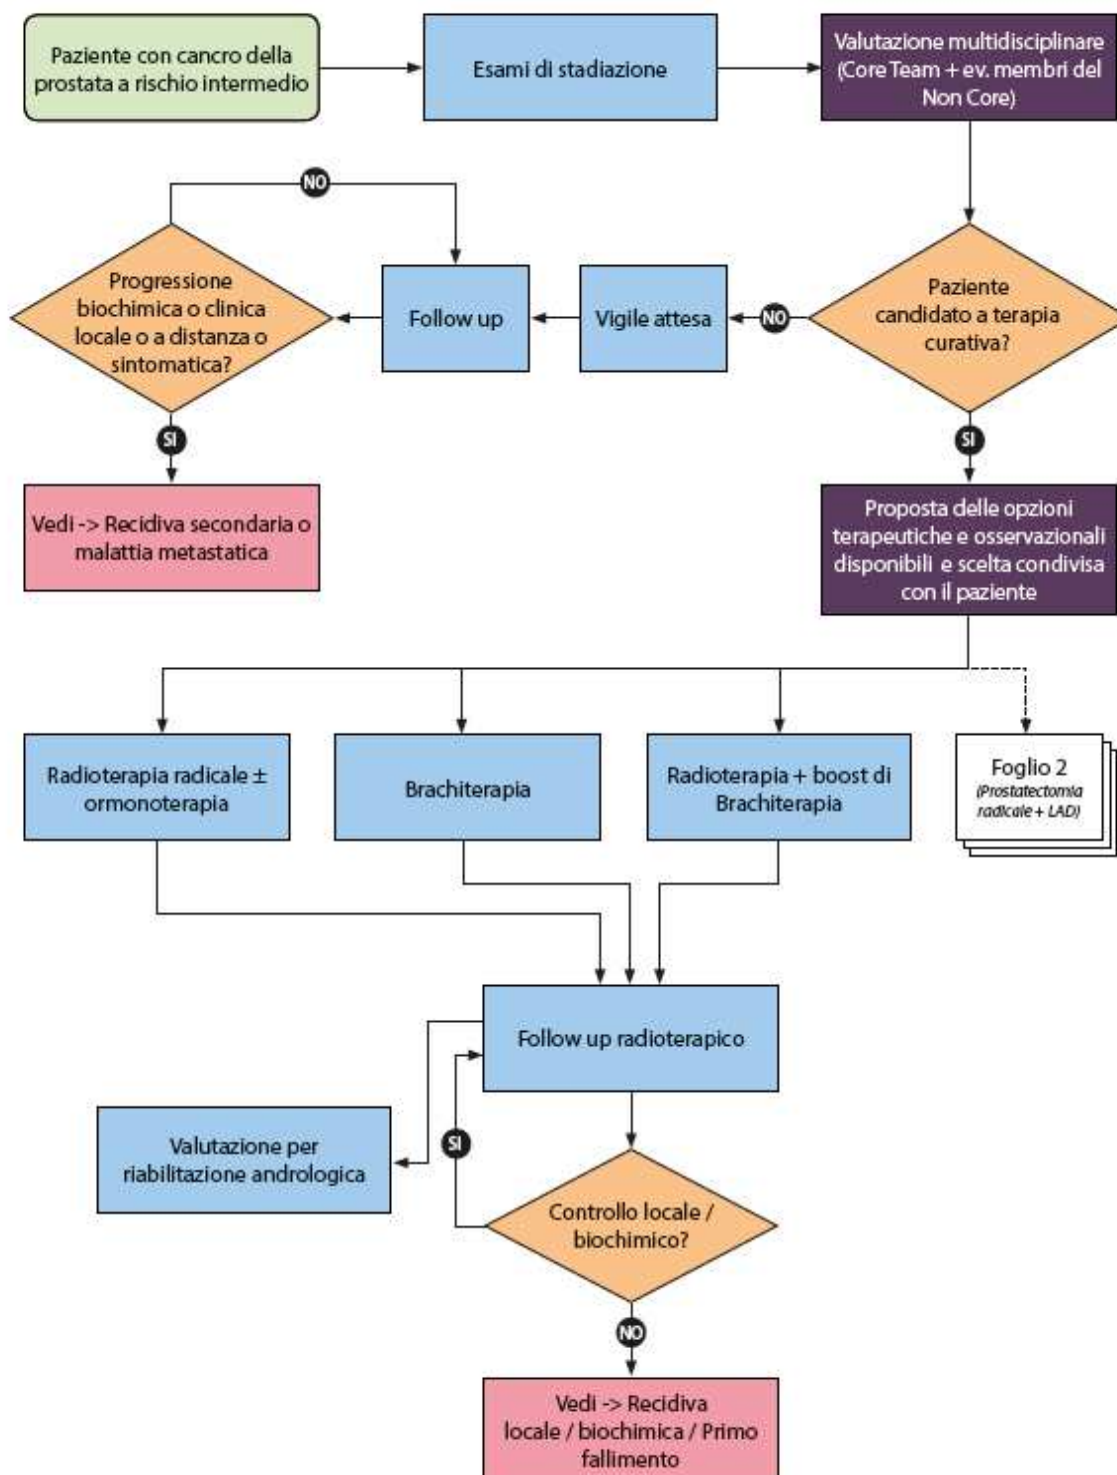 Paziente con cancro della
prostata a rischio intermedio
Esami di stadiazione
Valutazione multidisciplinare
(Core Team + ev. membri del
Non Core)
NO
Progressione
biochimica o clinica
locale o a distanza o
sintomatica?
Follow up
Vigile attesa
NO
Paziente
candidato a terapia
curativa?
SI
SI
Vedi -> Recidiva secondaria o
malattia metastatica
Proposta delle opzioni
terapeutiche e osservazionali
disponibili e scelta condivisa
con il paziente
Radioterapia radicale ±
ormonoterapia
Brachiterapia
Radioterapia + boost di
Brachiterapia
Foglio 2
(Prostatectomia
radicale + LAD)
Follow up radioterapico
Valutazione per
riabilitazione andrologica
SI
Controllo locale /
biochimico?
NO
Vedi -> Recidiva
locale / biochimica / Primo
fallimento